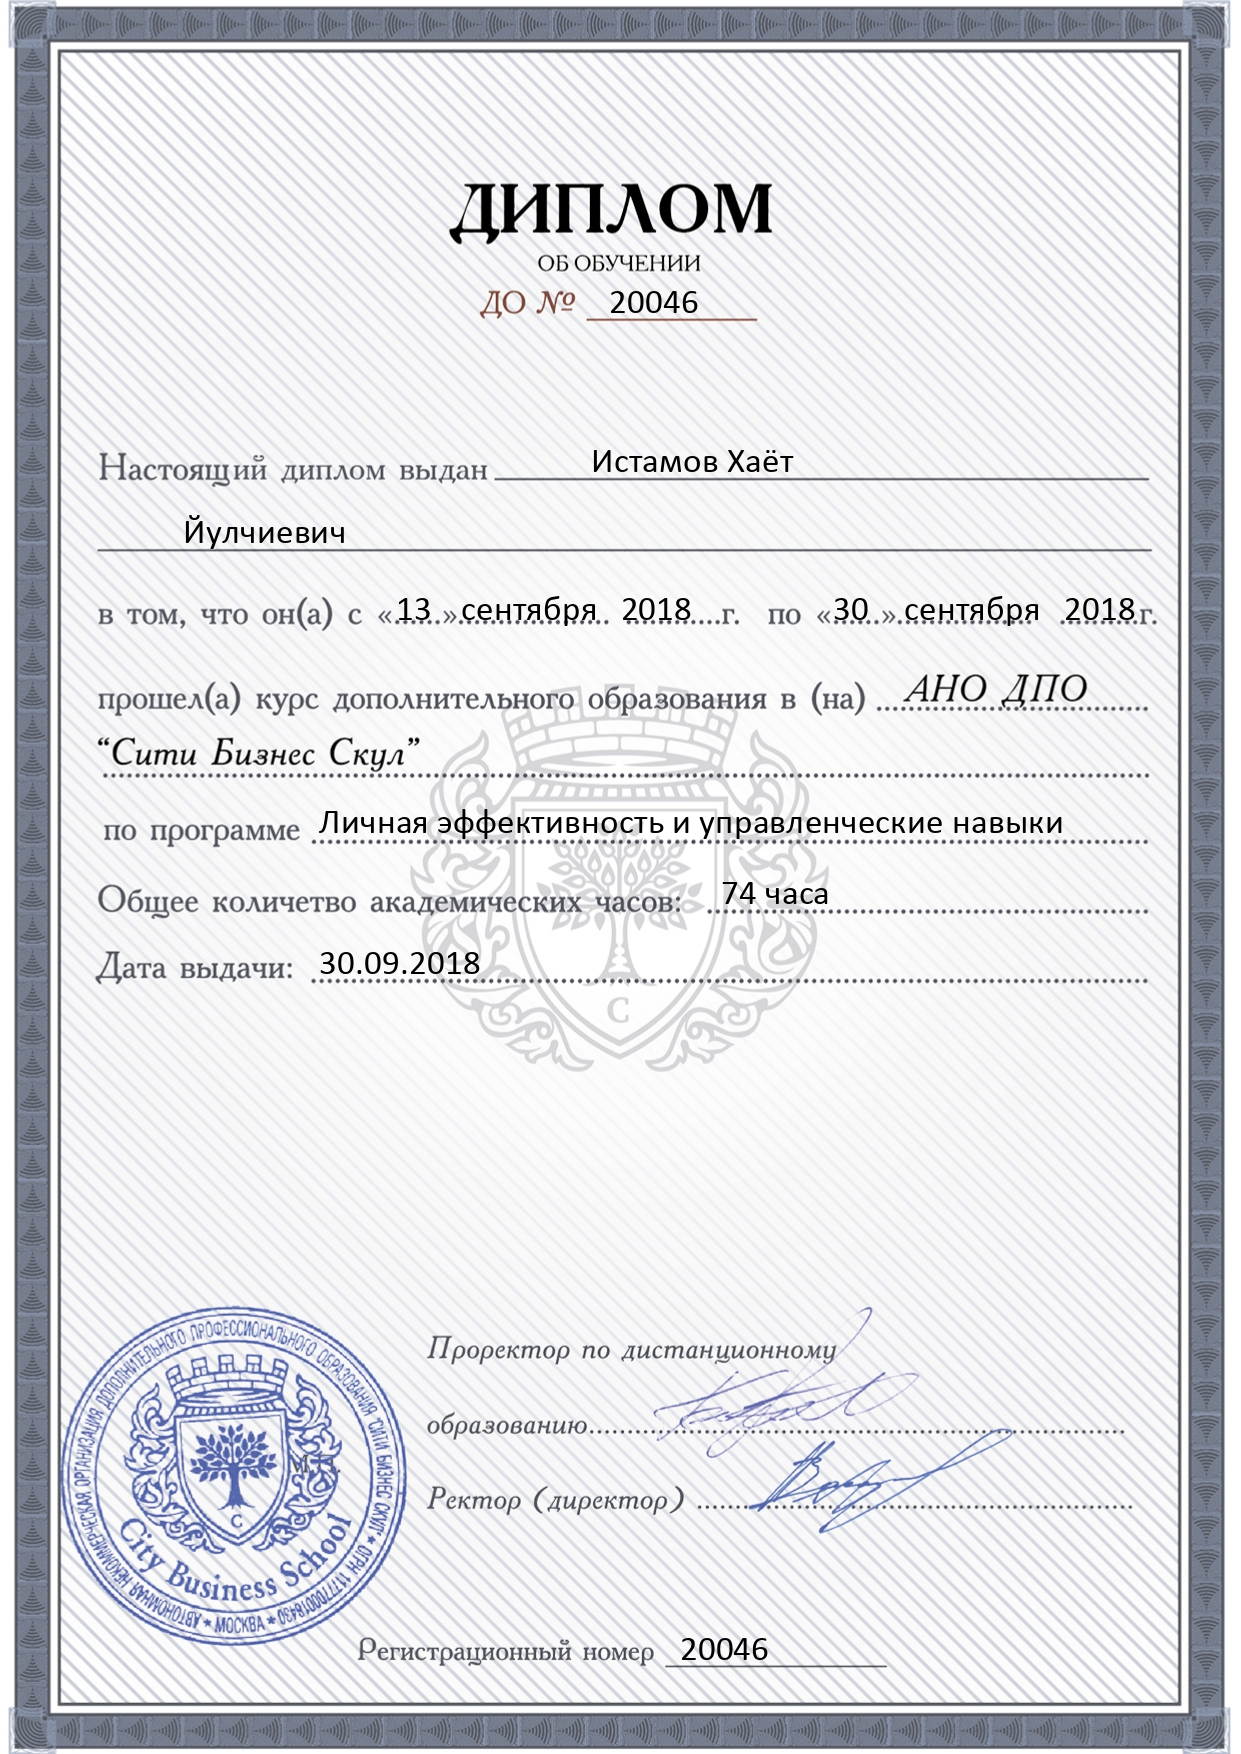 ДИПЛОМ
ОБ ОБУЧЕНИИ
ДО № 20046
Настоящий диплом выдан Истамов Хаёт
Йулчиевич
в том, что он(а) с «13» сентября 2018 г. по «30» сентября 2018 г.
прошел(а) курс дополнительного образования в (на) АНО ДПО
“Сити Бизнес Скул”
по программе Личная эффективность и управленческие навыки
Общее количетво академических часов: 74 часа
Дата выдачи: 30.09.2018
С
Проректор по дистанционному
образованию
Ректор (директор)
АВТОНОМНАЯ НЕКОММЕРЧЕСКАЯ ОРГАНИЗАЦИЯ ДОПОЛНИТЕЛЬНОГО ПРОФЕССИОНАЛЬНОГО ОБРАЗОВАНИЯ "СИТИ БИЗНЕС СКУЛ" * ОГРН 1177700018430 * МОСКВА *
М.П.
С
City Business School
Регистрационный номер 20046